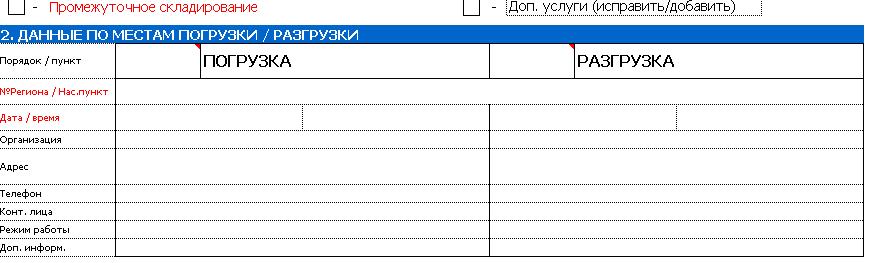 - Промежуточное складирование - Доп. услуги (исправить/добавить)
2. ДАННЫЕ ПО МЕСТАМ ПОГРУЗКИ / РАЗГРУЗКИ
Порядок / пункт ПОГРУЗКА РАЗГРУЗКА
№Региона / Нас.пункт
Дата / время
Организация
Адрес
Телефон
Конт. лица
Режим работы
Доп. информ.